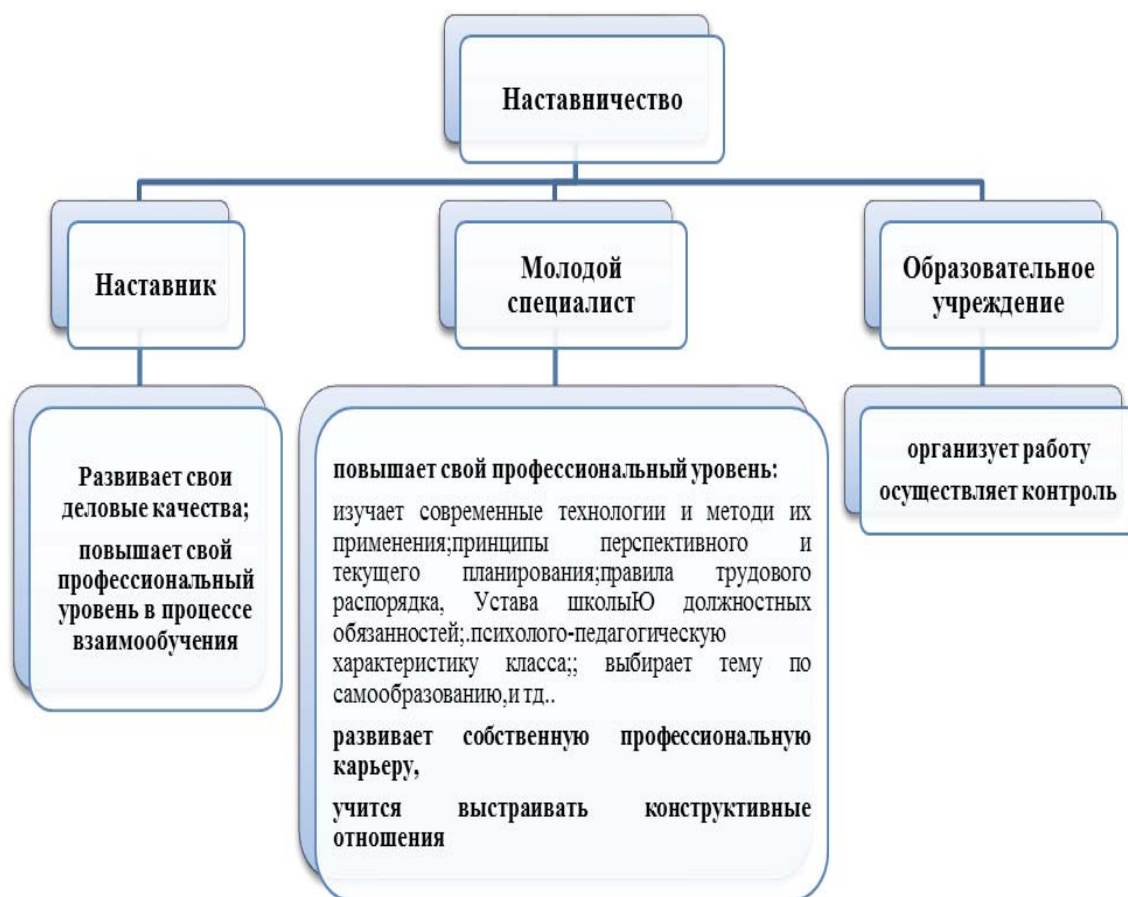 Наставничество
Наставник
Молодой
специалист
Образовательное
учреждение
Развивает свои
деловые качества;
повышает свой
профессиональный
уровень в процессе
взаимообучения
повышает свой профессиональный уровень:
изучает современные технологии и методи их
применения;принципы перспективного и
текущего планирования;правила трудового
распорядка, Устава школыЮ должностных
обязанностей;.психолого-педагогическую
характеристику класса;; выбирает тему по
самообразованию,и тд..
развивает собственную профессиональную
карьеру,
учится выстраивать конструктивные
отношения
организует работу
осуществляет контроль